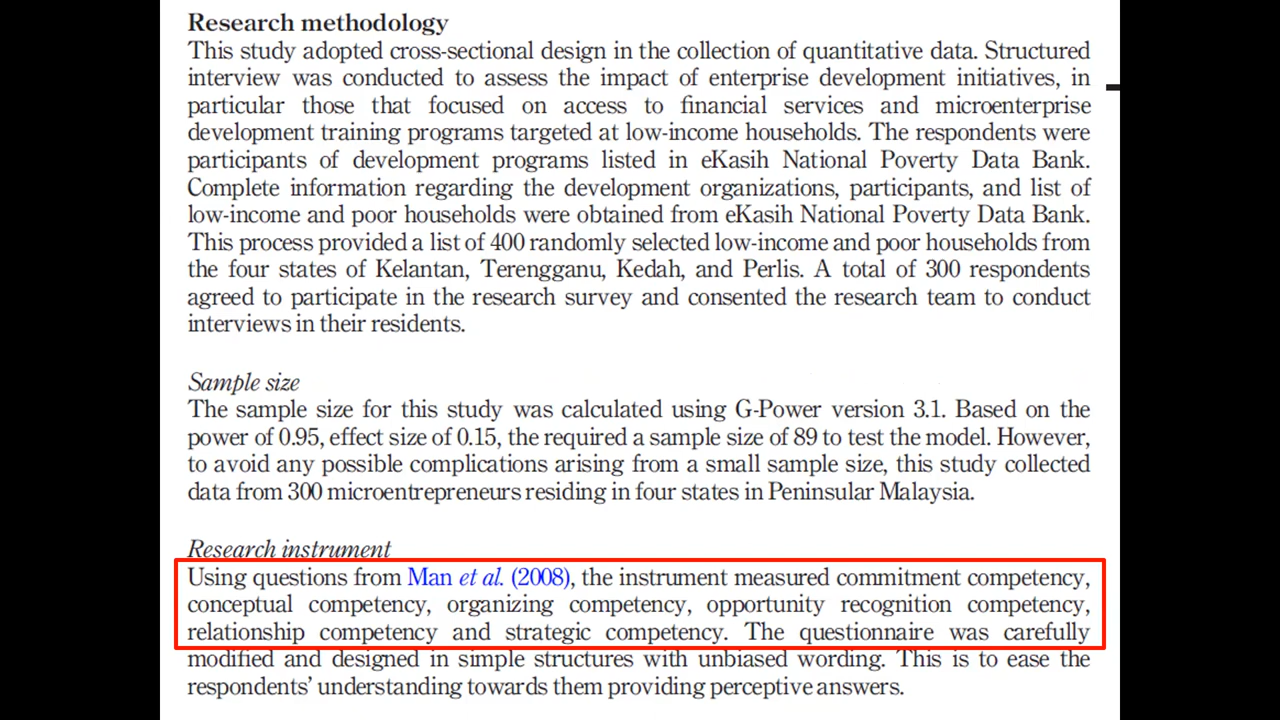 Research methodology
This study adopted cross-sectional design in the collection of quantitative data. Structured
interview was conducted to assess the impact of enterprise development initiatives, in
particular those that focused on access to financial services and microenterprise
development training programs targeted at low-income households. The respondents were
participants of development programs listed in eKasih National Poverty Data Bank.
Complete information regarding the development organizations, participants, and list of
low-income and poor households were obtained from eKasih National Poverty Data Bank.
This process provided a list of 400 randomly selected low-income and poor households from
the four states of Kelantan, Terengganu, Kedah, and Perlis. A total of 300 respondents
agreed to participate in the research survey and consented the research team to conduct
interviews in their residents.
Sample size
The sample size for this study was calculated using G-Power version 3.1. Based on the
power of 0.95, effect size of 0.15, the required a sample size of 89 to test the model. However,
to avoid any possible complications arising from a small sample size, this study collected
data from 300 microentrepreneurs residing in four states in Peninsular Malaysia.
Research instrument
Using questions from Man et al. (2008), the instrument measured commitment competency,
conceptual competency, organizing competency, opportunity recognition competency,
relationship competency and strategic competency. The questionnaire was carefully
modified and designed in simple structures with unbiased wording. This is to ease the
respondents' understanding towards them providing perceptive answers.